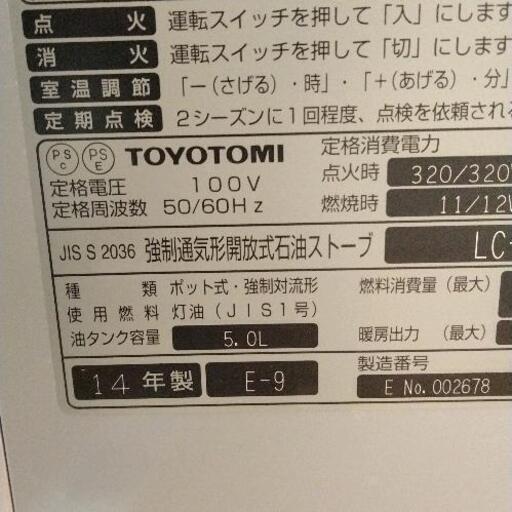 点 火 運転スイッチを押して「入」にします
消 火 運転スイッチを押して「切」にします
室温調節 「－(さげる)・時」・「＋(あげる)・分」
定期点検 2シーズンに1回程度、点検を依頼され
PSC PSE TOYOTOMI 定格消費電力
定格電圧 100V 点火時 320/320
定格周波数 50/60Hz 燃焼時 11/12
JIS S 2036 強制通気形開放式石油ストーブ LC-
種 類 ポット式・強制対流形 燃料消費量(最大)
使用燃料 灯油(JIS1号)
油タンク容量 5.0L 暖房出力 (最大)
14年製 E-9 製造番号
E No.002678